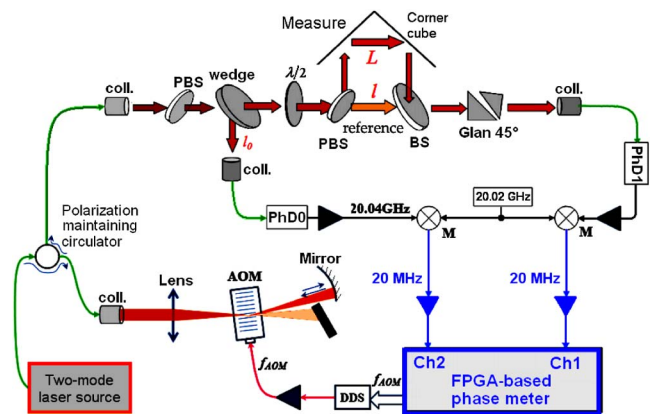 Measure
Corner
cube
L
λ/2
wedge
PBS
coll.
l
coll.
PBS
reference
BS
Glan 45°
l₀
PhD1
coll.
Polarization
maintaining
circulator
PhD0
20.04GHz
20.02 GHz
M
M
Mirror
AOM
Lens
coll.
20 MHz
20 MHz
Ch2
Ch1
FPGA-based
phase meter
fAOM
fAOM
DDS
Two-mode
laser source